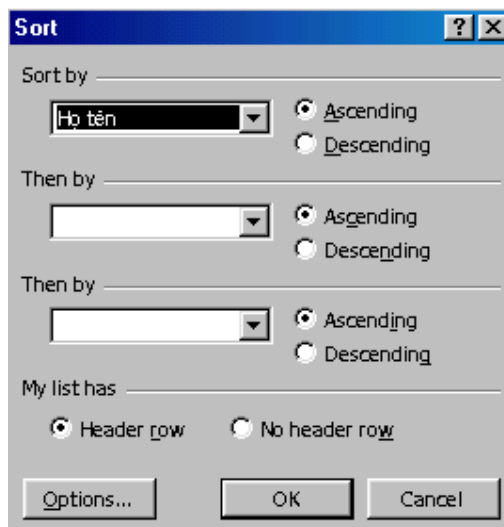 Sort
Sort by
Họ tên
Ascending
Descending
Then by
Ascending
Descending
Then by
Ascending
Descending
My list has
Header row No header row
Options... OK Cancel